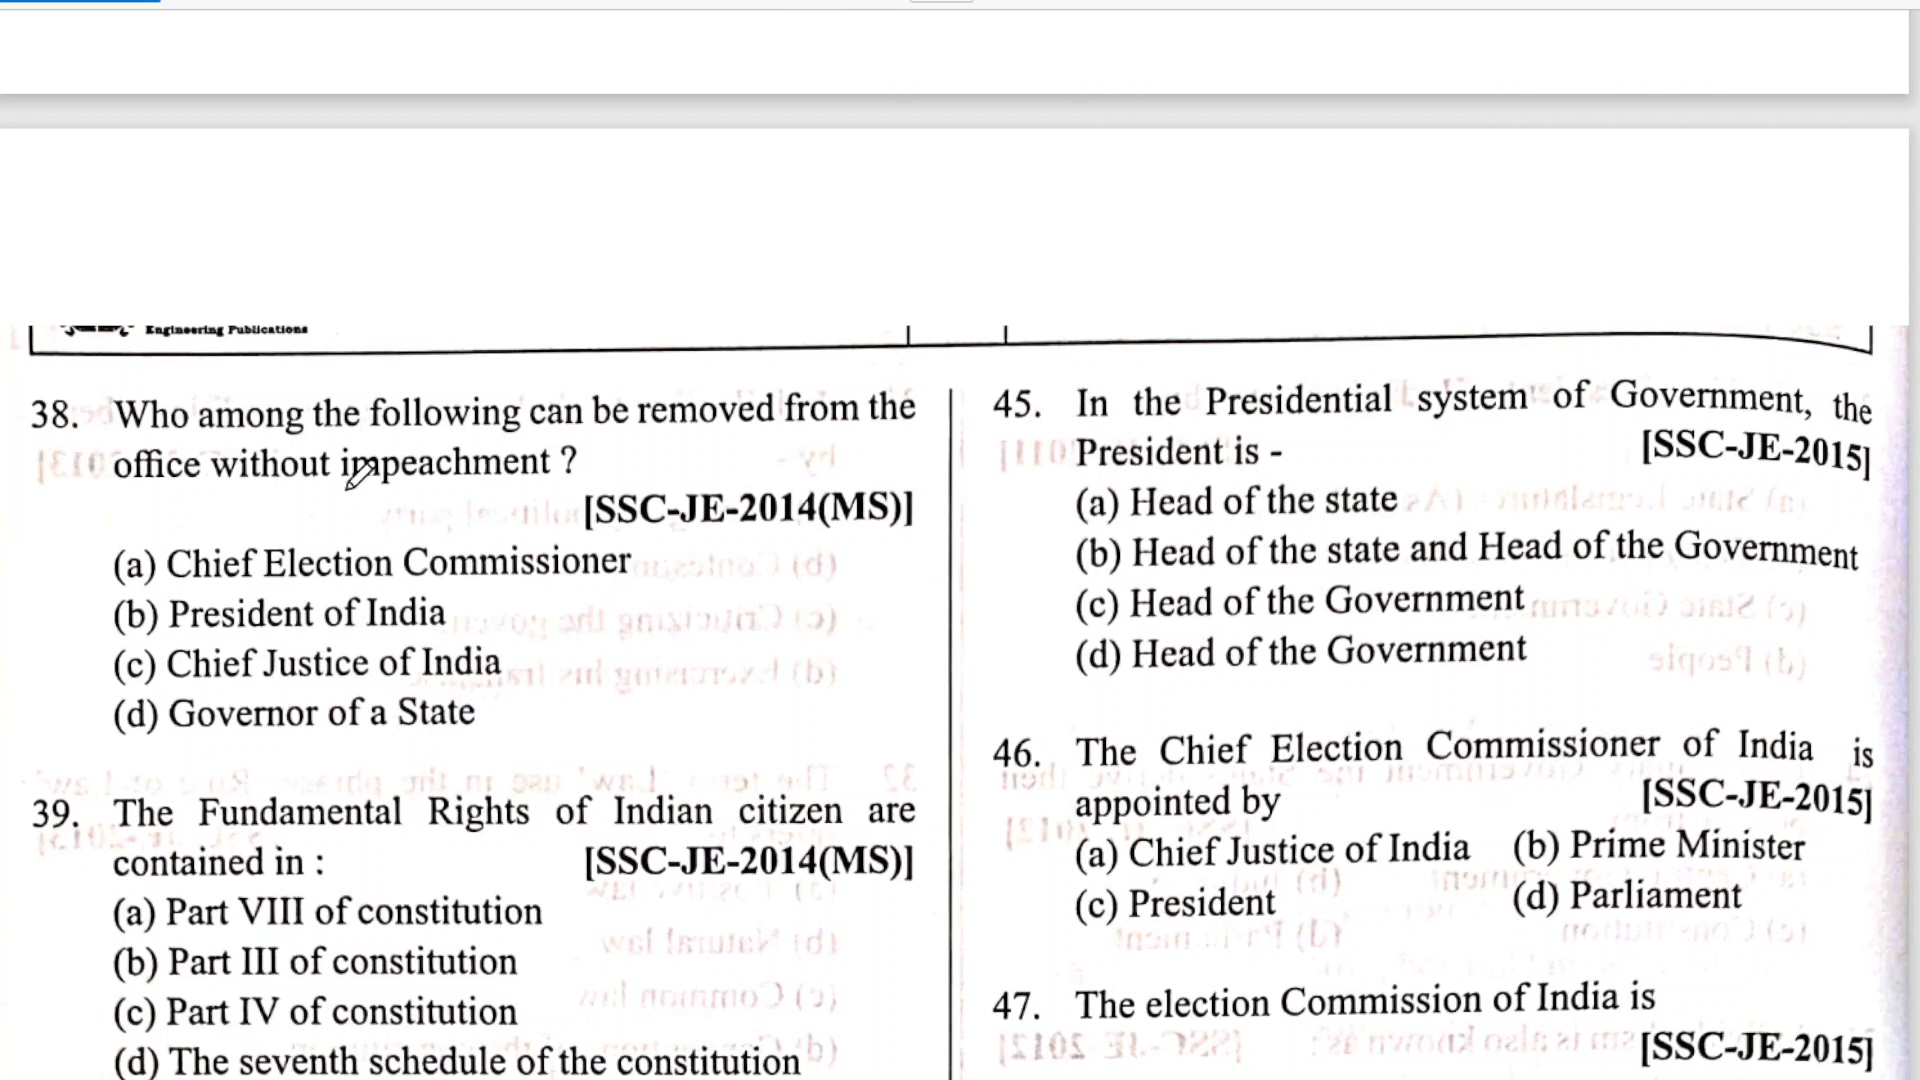 Engineering Publications
38. Who among the following can be removed from the
office without impeachment ?
[SSC-JE-2014(MS)]
(a) Chief Election Commissioner
(b) President of India
(c) Chief Justice of India
(d) Governor of a State
39. The Fundamental Rights of Indian citizen are
contained in : [SSC-JE-2014(MS)]
(a) Part VIII of constitution
(b) Part III of constitution
(c) Part IV of constitution
(d) The seventh schedule of the constitution
45. In the Presidential system of Government, the
President is - [SSC-JE-2015]
(a) Head of the state
(b) Head of the state and Head of the Government
(c) Head of the Government
(d) Head of the Government
46. The Chief Election Commissioner of India is
appointed by [SSC-JE-2015]
(a) Chief Justice of India (b) Prime Minister
(c) President (d) Parliament
47. The election Commission of India is
[SSC-JE-2015]